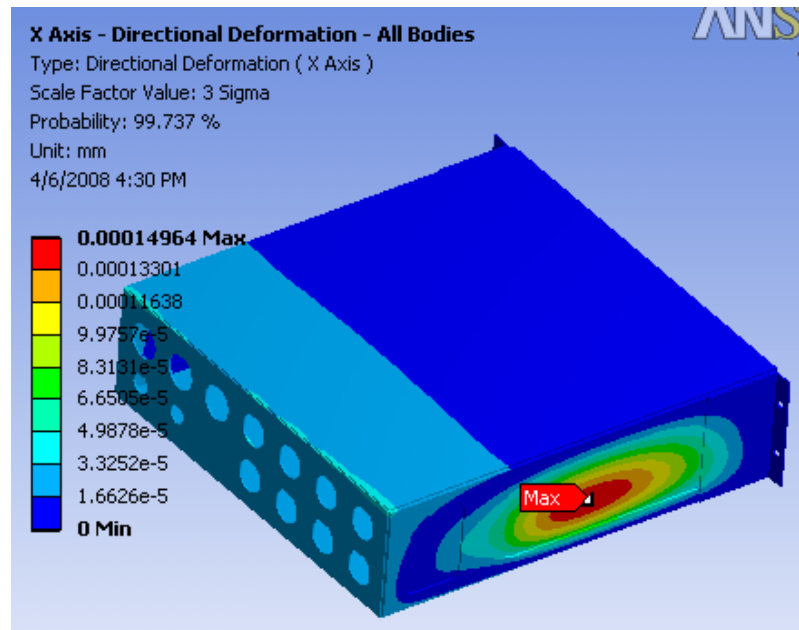 X Axis - Directional Deformation - All Bodies
Type: Directional Deformation ( X Axis )
Scale Factor Value: 3 Sigma
Probability: 99.737 %
Unit: mm
4/6/2008 4:30 PM
0.00014964 Max
0.00013301
0.00011638
9.9757e-5
8.3131e-5
6.6505e-5
4.9878e-5
3.3252e-5
1.6626e-5
0 Min
Max
ANS